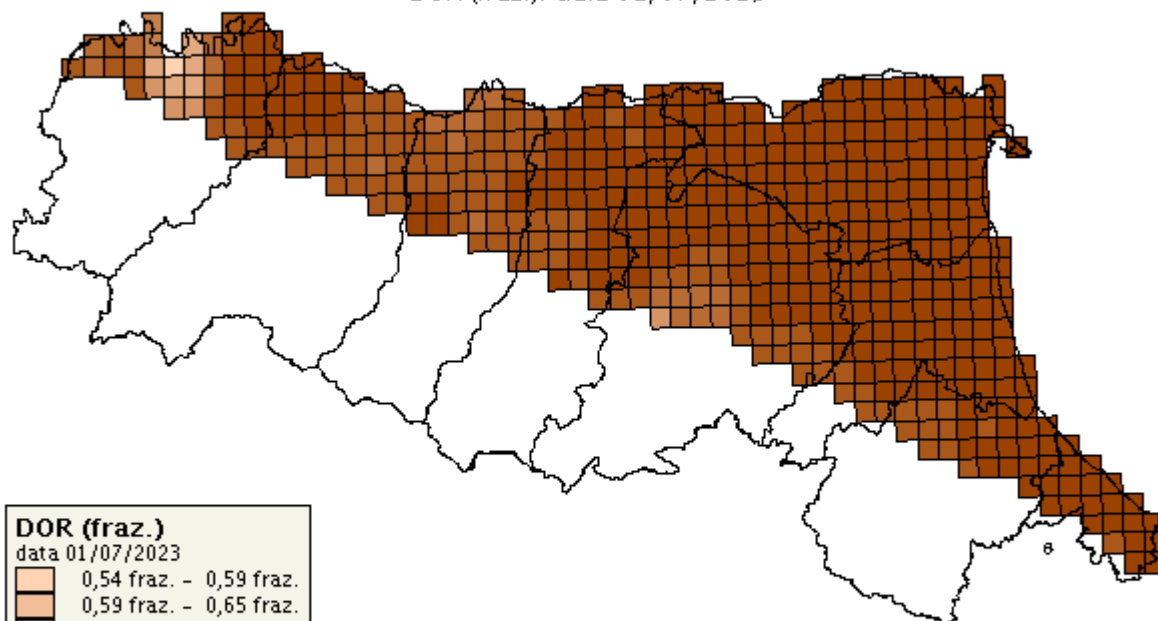 DOR (fraz.)
data 01/07/2023
0,54 fraz. - 0,59 fraz.
0,59 fraz. - 0,65 fraz.